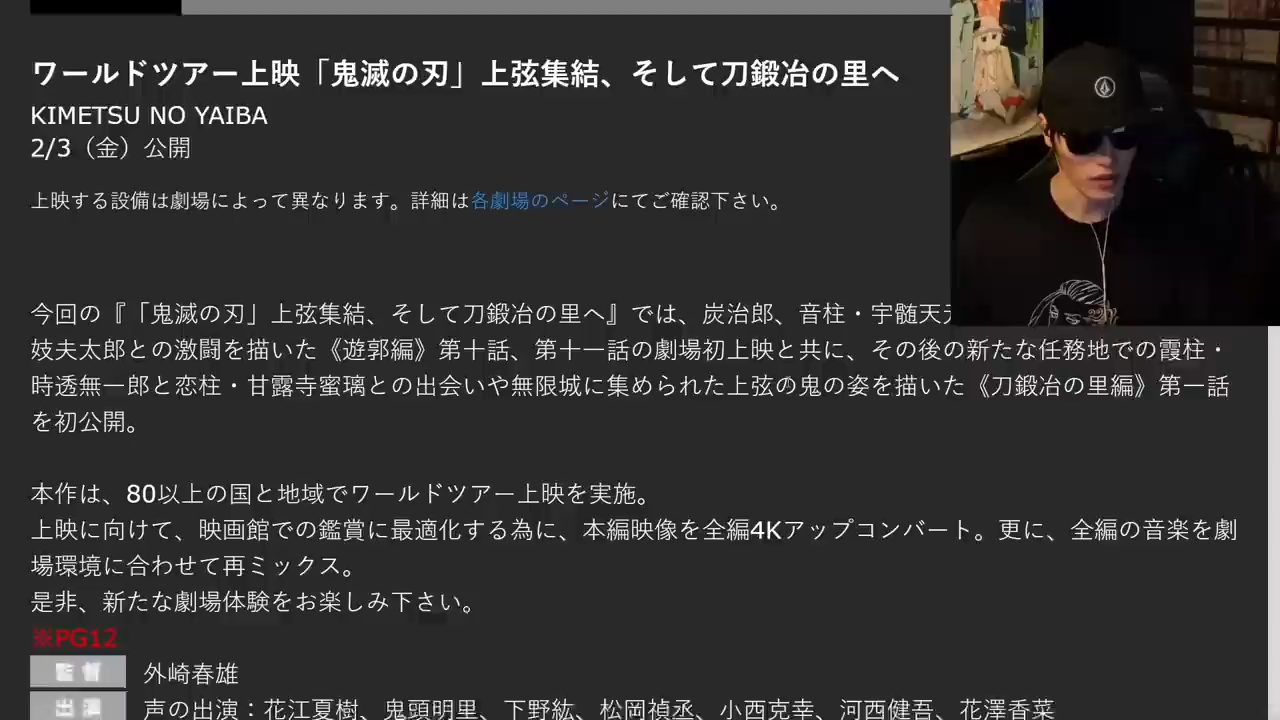 ワールドツアー上映「鬼滅の刃」上弦集結、そして刀鍛冶の里へ
KIMETSU NO YAIBA
2/3（金）公開
上映する設備は劇場によって異なります。詳細は各劇場のページにてご確認下さい。
今回の『「鬼滅の刃」上弦集結、そして刀鍛冶の里へ』では、炭治郎、音柱・宇髄天
妓夫太郎との激闘を描いた《遊郭編》第十話、第十一話の劇場初上映と共に、その後の新たな任務地での霞柱・
時透無一郎と恋柱・甘露寺蜜璃との出会いや無限城に集められた上弦の鬼の姿を描いた《刀鍛冶の里編》第一話
を初公開。
本作は、80以上の国と地域でワールドツアー上映を実施。
上映に向けて、映画館での鑑賞に最適化する為に、本編映像を全編4Kアップコンバート。更に、全編の音楽を劇
場環境に合わせて再ミックス。
是非、新たな劇場体験をお楽しみ下さい。
※PG12
監督 外崎春雄
声の出演：花江夏樹、鬼頭明里、下野紘、松岡禎丞、小西克幸、河西健吾、花澤香菜